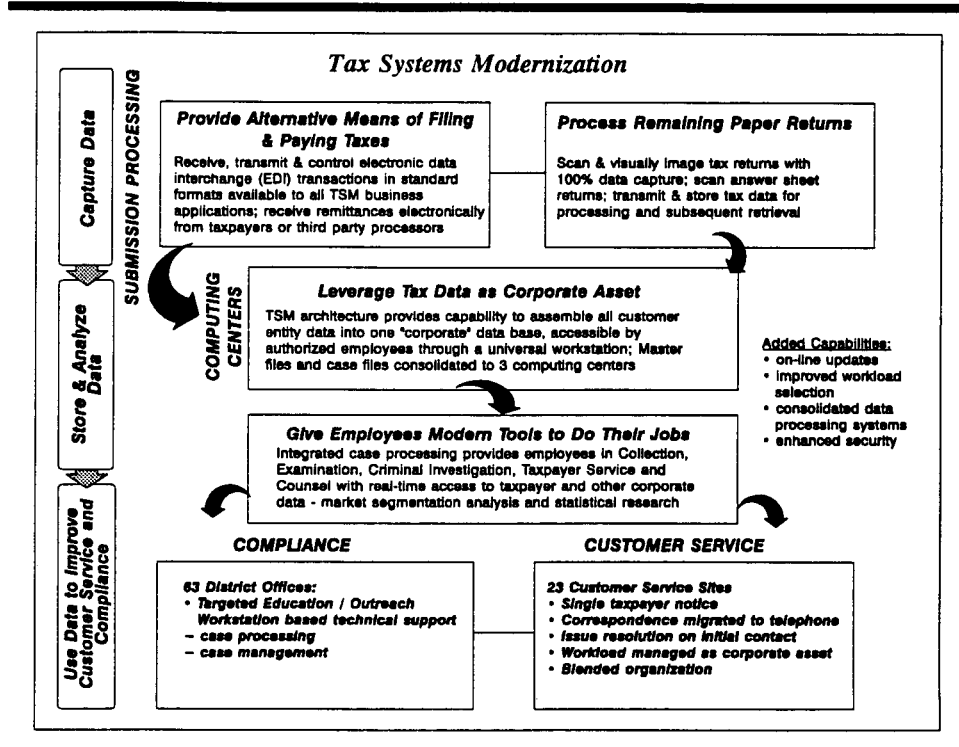 Tax Systems Modernization
Capture Data
SUBMISSION PROCESSING
Provide Alternative Means of Filing
& Paying Taxes
Receive, transmit & control electronic data
interchange (EDI) transactions in standard
formats available to all TSM business
applications; receive remittances electronically
from taxpayers or third party processors
Process Remaining Paper Returns
Scan & visually image tax returns with
100% data capture; scan answer sheet
returns; transmit & store tax data for
processing and subsequent retrieval
Store & Analyze
Data
COMPUTING
CENTERS
Leverage Tax Data as Corporate Asset
TSM architecture provides capability to assemble all customer
entity data into one "corporate" data base, accessible by
authorized employees through a universal workstation; Master
files and case files consolidated to 3 computing centers
Added Capabilities:
• on-line updates
• improved workload
selection
• consolidated data
processing systems
• enhanced security
Give Employees Modern Tools to Do Their Jobs
Integrated case processing provides employees in Collection,
Examination, Criminal Investigation, Taxpayer Service and
Counsel with real-time access to taxpayer and other corporate
data - market segmentation analysis and statistical research
Use Data to Improve
Customer Service and
Compliance
COMPLIANCE
63 District Offices:
• Targeted Education / Outreach
Workstation based technical support
– case processing
– case management
CUSTOMER SERVICE
23 Customer Service Sites
• Single taxpayer notice
• Correspondence migrated to telephone
• Issue resolution on initial contact
• Workload managed as corporate asset
• Blended organization